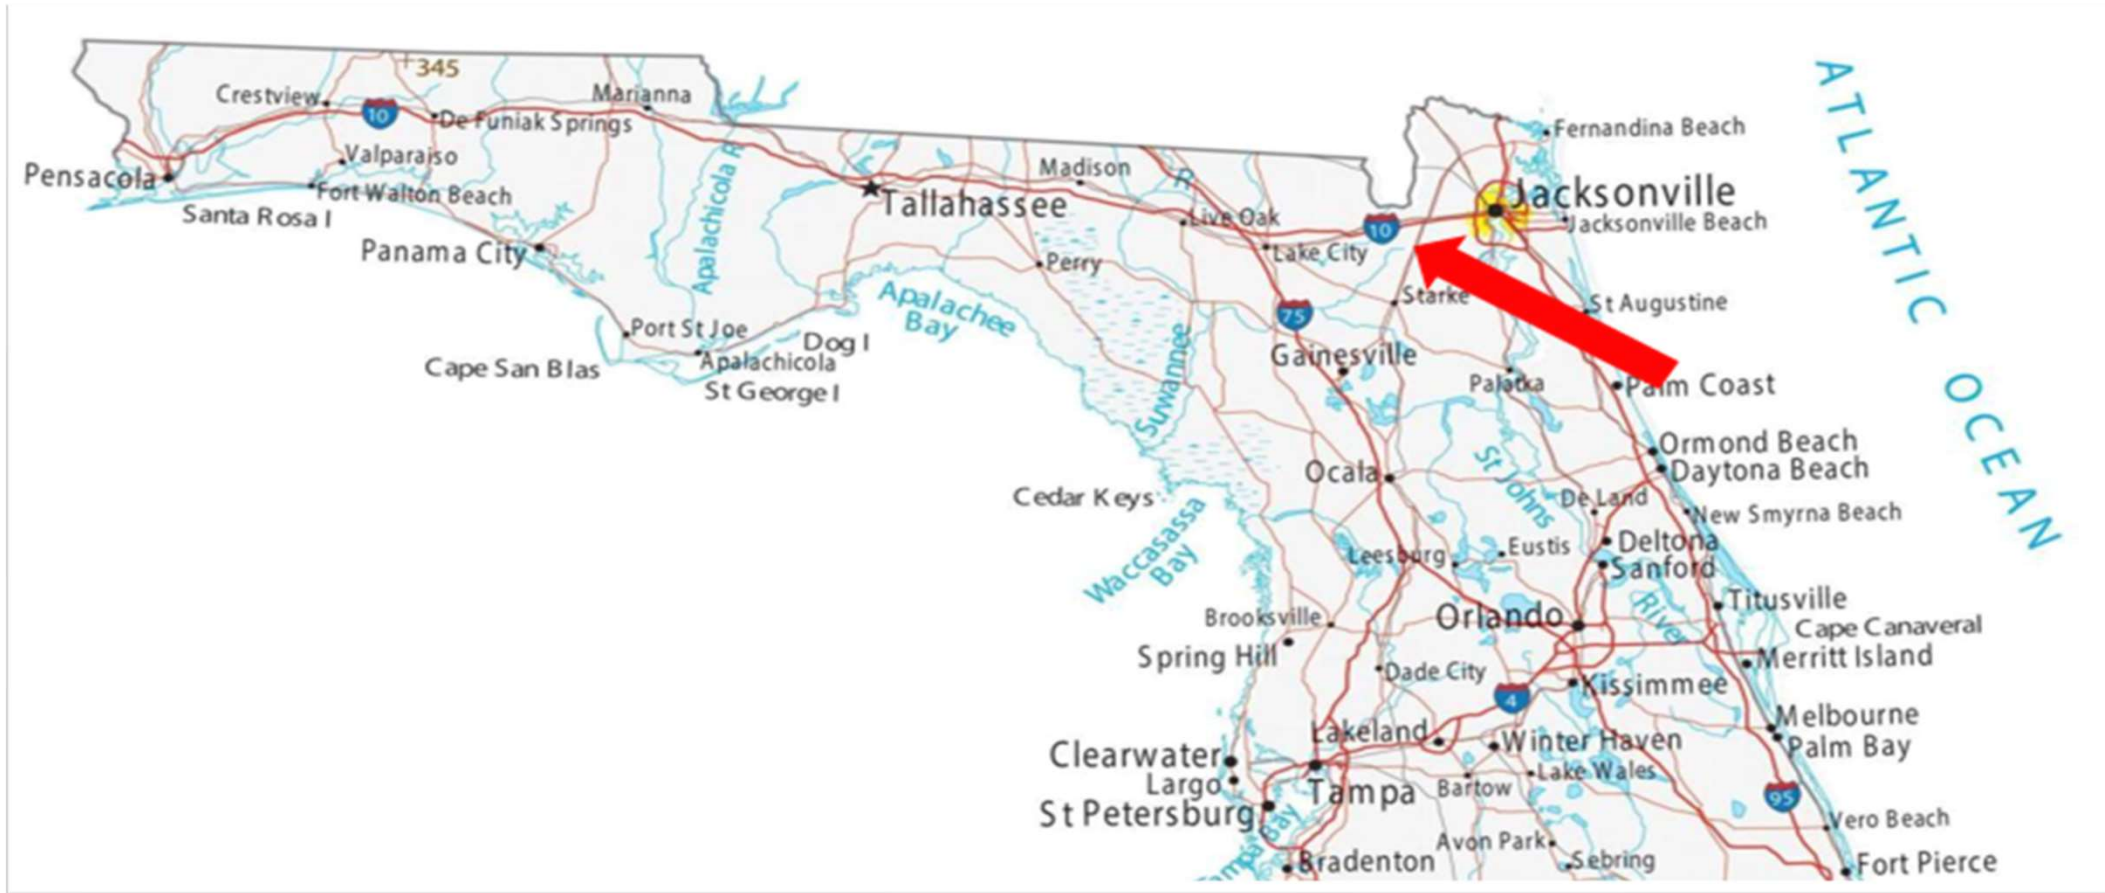 345
Crestview
10
De Funiak Springs
Marianna
Valparaiso
Pensacola
Fort Walton Beach
Santa Rosa I
Panama City
Apalachicola R
Tallahassee
Madison
Perry
Port St Joe
Apalachicola
Dog I
Cape San Blas
St George I
Apalachee
Bay
R
Live Oak
Lake City
10
Fernandina Beach
Jacksonville
Jacksonville Beach
Starke
St Augustine
75
Gainesville
Palatka
Palm Coast
Suwannee
Ormond Beach
Daytona Beach
Ocala
St Johns
De Land
New Smyrna Beach
Cedar Keys
Waccasassa
Bay
Leesburg
Eustis
Deltona
Sanford
River
Titusville
Cape Canaveral
Merritt Island
Orlando
Brooksville
Spring Hill
Dade City
Kissimmee
4
Melbourne
Palm Bay
Lakeland
Winter Haven
Clearwater
Largo
Tampa
Bartow
Lake Wales
St Petersburg
95
Vero Beach
Avon Park
Sebring
Bradenton
Fort Pierce
Bay
ATLANTIC OCEAN